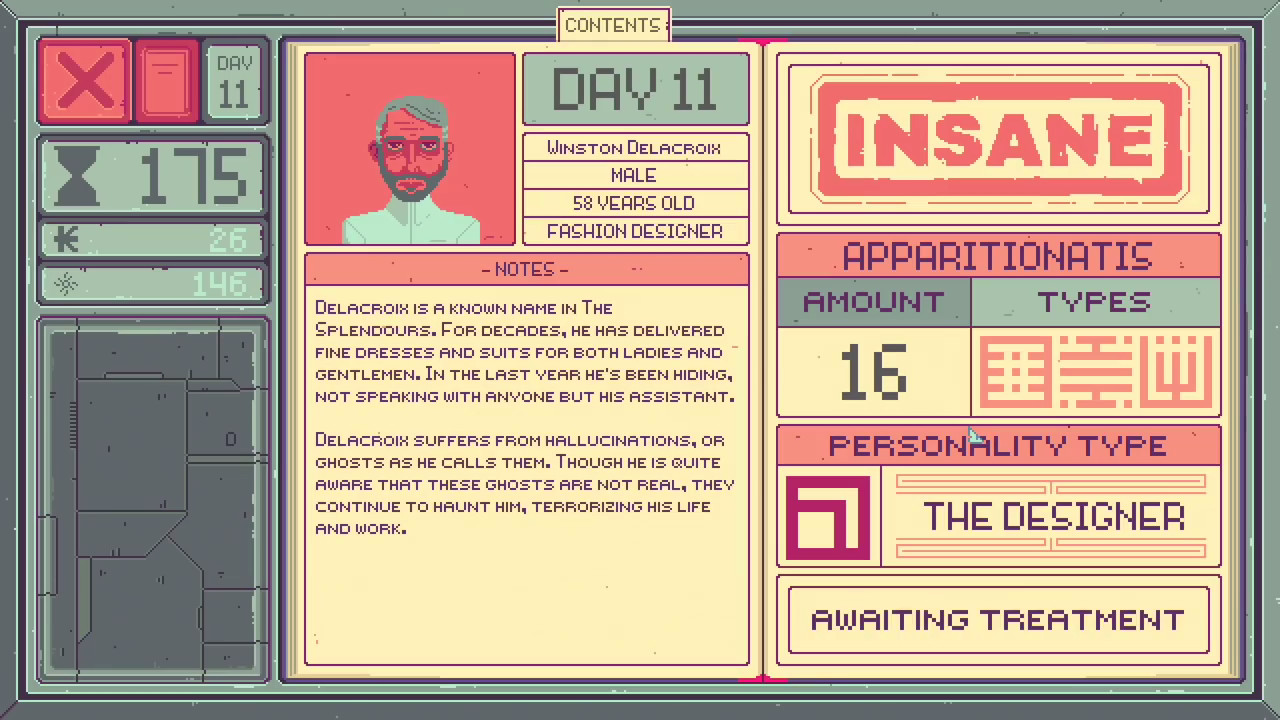 CONTENTS
DAY
11
175
26
146
DAY 11
WINSTON DELACROIX
MALE
58 YEARS OLD
FASHION DESIGNER
- NOTES -
DELACROIX IS A KNOWN NAME IN THE
SPLENDOURS. FOR DECADES, HE HAS DELIVERED
FINE DRESSES AND SUITS FOR BOTH LADIES AND
GENTLEMEN. IN THE LAST YEAR HE'S BEEN HIDING,
NOT SPEAKING WITH ANYONE BUT HIS ASSISTANT.
DELACROIX SUFFERS FROM HALLUCINATIONS, OR
GHOSTS AS HE CALLS THEM. THOUGH HE IS QUITE
AWARE THAT THESE GHOSTS ARE NOT REAL, THEY
CONTINUE TO HAUNT HIM, TERRORIZING HIS LIFE
AND WORK.
INSANE
APPARITIONATIS
AMOUNT TYPES
16
PERSONALITY TYPE
THE DESIGNER
AWAITING TREATMENT